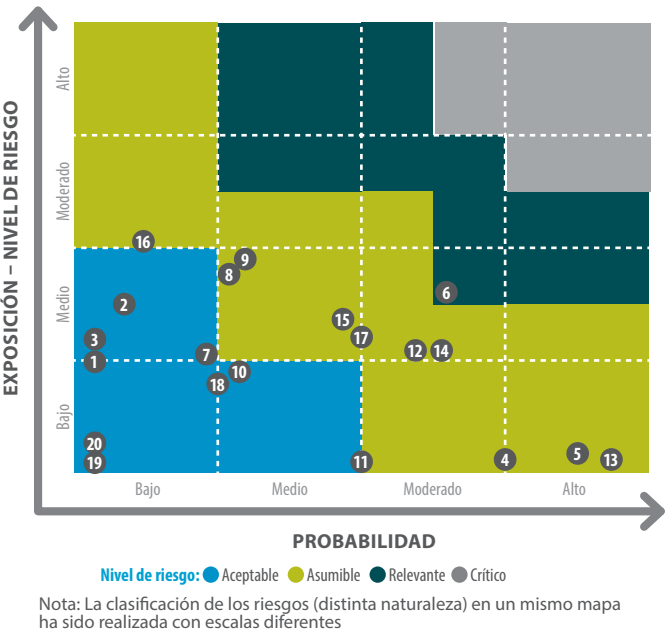 EXPOSICIÓN – NIVEL DE RIESGO
Alto
Moderado
Medio
Bajo
16
9
8
2
6
15
3
17
7
12
14
1
10
18
20
19
11
4
5
13
Bajo
Medio
Moderado
Alto
PROBABILIDAD
Nivel de riesgo: Aceptable Asumible Relevante Crítico
Nota: La clasificación de los riesgos (distinta naturaleza) en un mismo mapa
ha sido realizada con escalas diferentes